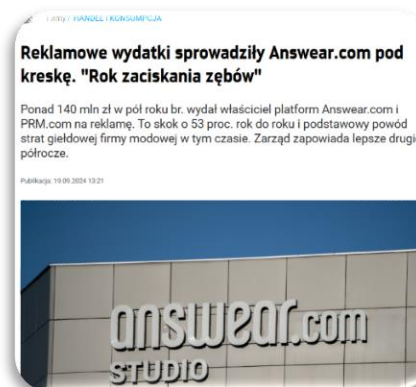 Firmy / HANDEL I KONSUMPCJA
Reklamowe wydatki sprowadziły Answear.com pod
kreskę. "Rok zaciskania zębów"
Ponad 140 mln zł w pół roku br. wydał właściciel platform Answear.com i
PRM.com na reklamę. To skok o 53 proc. rok do roku i podstawowy powód
strat giełdowej firmy modowej w tym czasie. Zarząd zapowiada lepsze drugi
półrocze.
Publikacja: 19.09.2024 13:21
answear.com
STUDIO